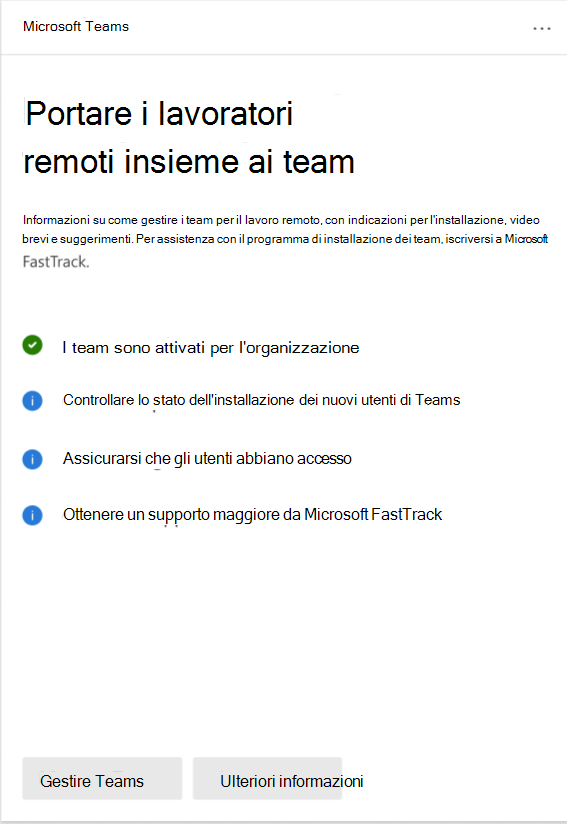 Microsoft Teams
Portare i lavoratori
remoti insieme ai team
Informazioni su come gestire i team per il lavoro remoto, con indicazioni per l'installazione, video
brevi e suggerimenti. Per assistenza con il programma di installazione dei team, iscriversi a Microsoft
FastTrack.
I team sono attivati per l'organizzazione
Controllare lo stato dell'installazione dei nuovi utenti di Teams
Assicurarsi che gli utenti abbiano accesso
Ottenere un supporto maggiore da Microsoft FastTrack
Gestire Teams
Ulteriori informazioni